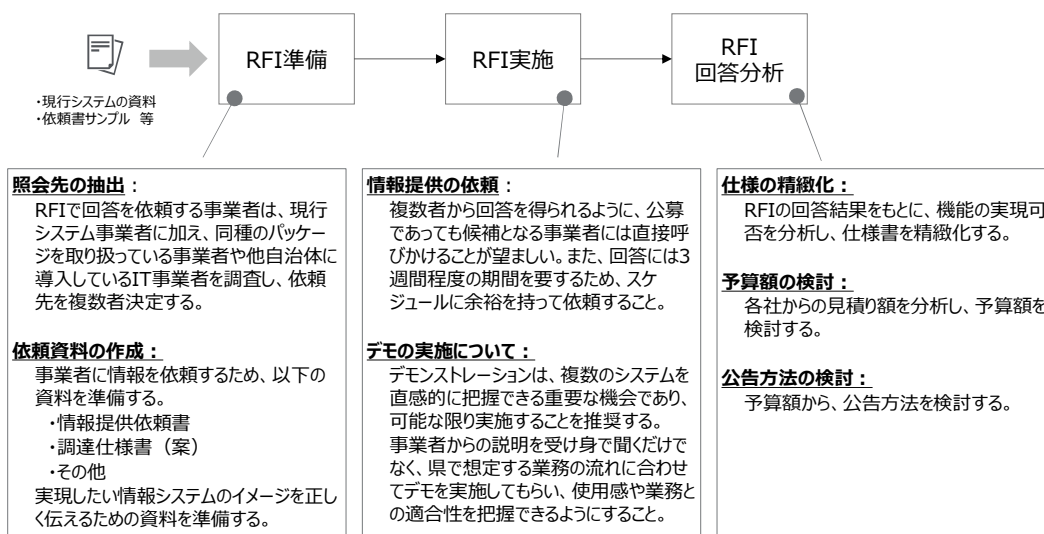 ・現行システムの資料
・依頼書サンプル 等
RFI準備
RFI実施
RFI
回答分析
照会先の抽出：
RFIで回答を依頼する事業者は、現行
システム事業者に加え、同種のパッケー
ジを取り扱っている事業者や他自治体に
導入しているIT事業者を調査し、依頼
先を複数者決定する。
依頼資料の作成：
事業者に情報を依頼するため、以下の
資料を準備する。
・情報提供依頼書
・調達仕様書（案）
・その他
実現したい情報システムのイメージを正し
く伝えるための資料を準備する。
情報提供の依頼：
複数者から回答を得られるように、公募
であっても候補となる事業者には直接呼
びかけることが望ましい。また、回答には3
週間程度の期間を要するため、スケ
ジュールに余裕を持って依頼すること。
デモの実施について：
デモンストレーションは、複数のシステムを
直感的に把握できる重要な機会であり、
可能な限り実施することを推奨する。
事業者からの説明を受け身で聞くだけで
なく、県で想定する業務の流れに合わせ
てデモを実施してもらい、使用感や業務と
の適合性を把握できるようにすること。
仕様の精緻化：
RFIの回答結果をもとに、機能の実現可
否を分析し、仕様書を精緻化する。
予算額の検討：
各社からの見積り額を分析し、予算額を
検討する。
公告方法の検討：
予算額から、公告方法を検討する。